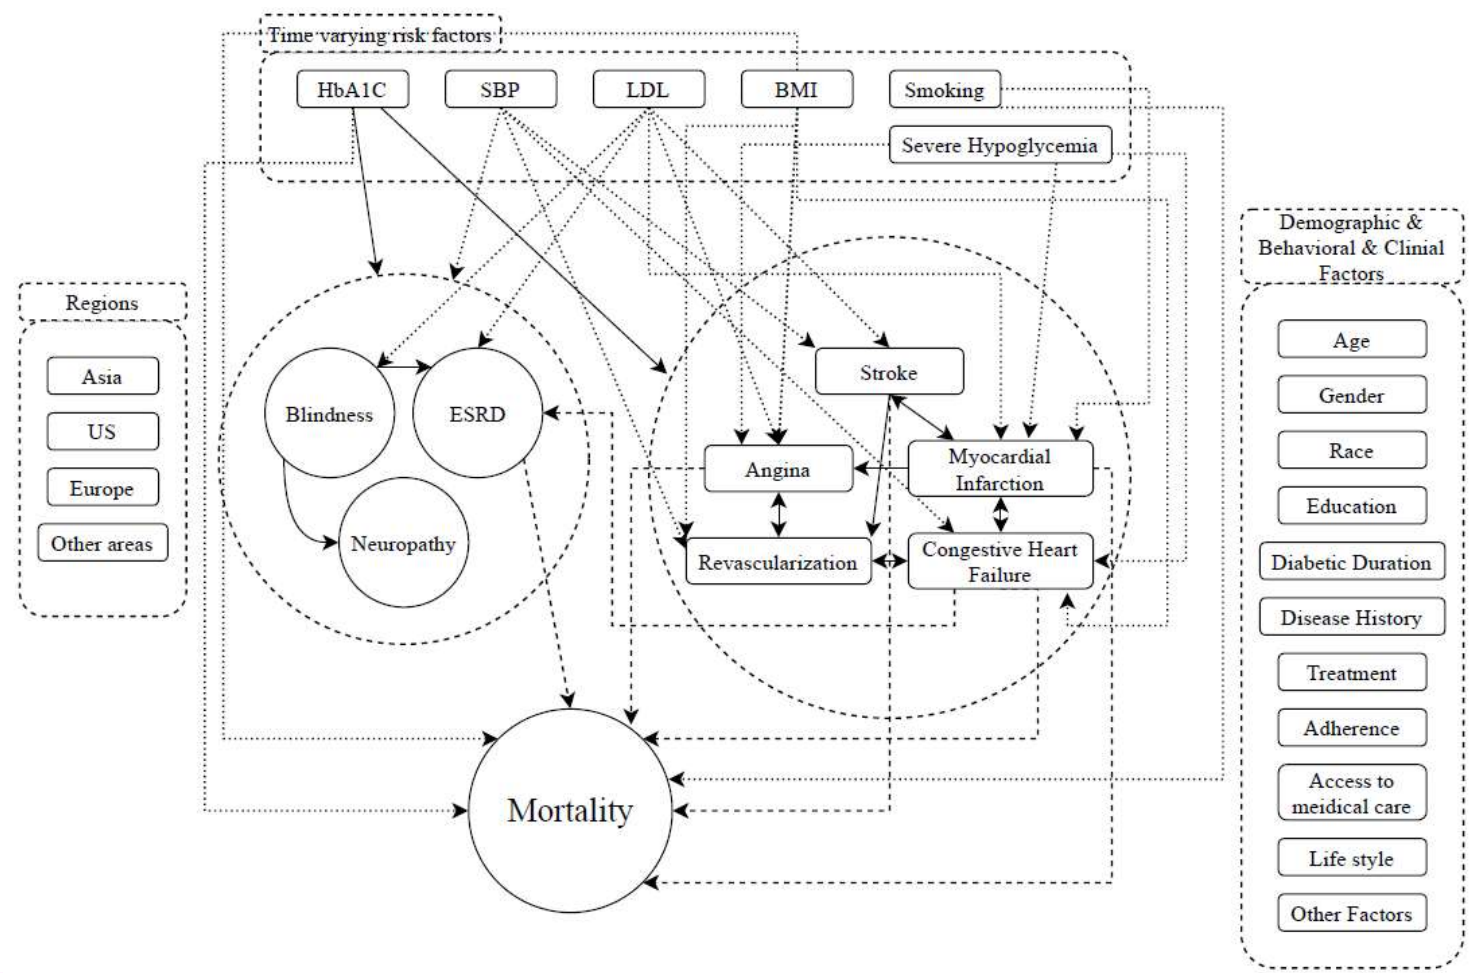 Time varying risk factors
HbA1C
SBP
LDL
BMI
Smoking
Severe Hypoglycemia
Regions
Asia
US
Europe
Other areas
Blindness
ESRD
Neuropathy
Stroke
Angina
Myocardial
Infarction
Revascularization
Congestive Heart
Failure
Mortality
Demographic &
Behavioral & Clinial
Factors
Age
Gender
Race
Education
Diabetic Duration
Disease History
Treatment
Adherence
Access to
meidical care
Life style
Other Factors